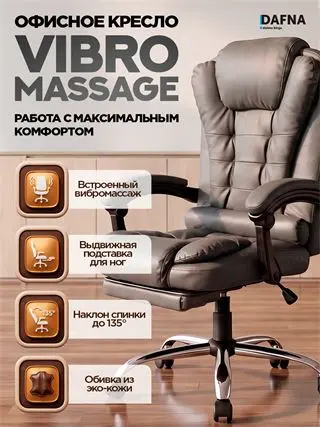 ОФИСНОЕ КРЕСЛО
DAFNA
VIBRO
MASSAGE
РАБОТА С МАКСИМАЛЬНЫМ
КОМФОРТОМ
Встроенный
вибромассаж
Выдвижная
подставка
для ног
135°
Наклон спинки
до 135°
Обивка из
эко-кожи